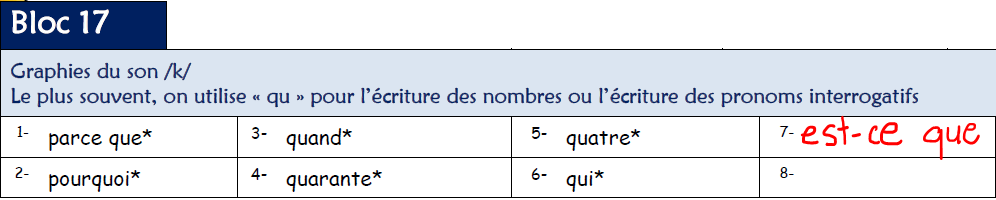 Bloc 17
Graphies du son /k/
Le plus souvent, on utilise « qu » pour l’écriture des nombres ou l’écriture des pronoms interrogatifs
1- parce que* 3- quand* 5- quatre* 7- est-ce que
2- pourquoi* 4- quarante* 6- qui* 8-